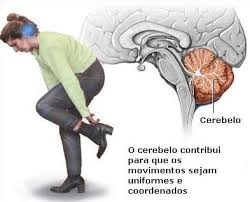 Cerebelo
O cerebelo contribui
para que os
movimentos sejam
uniformes e
coordenados